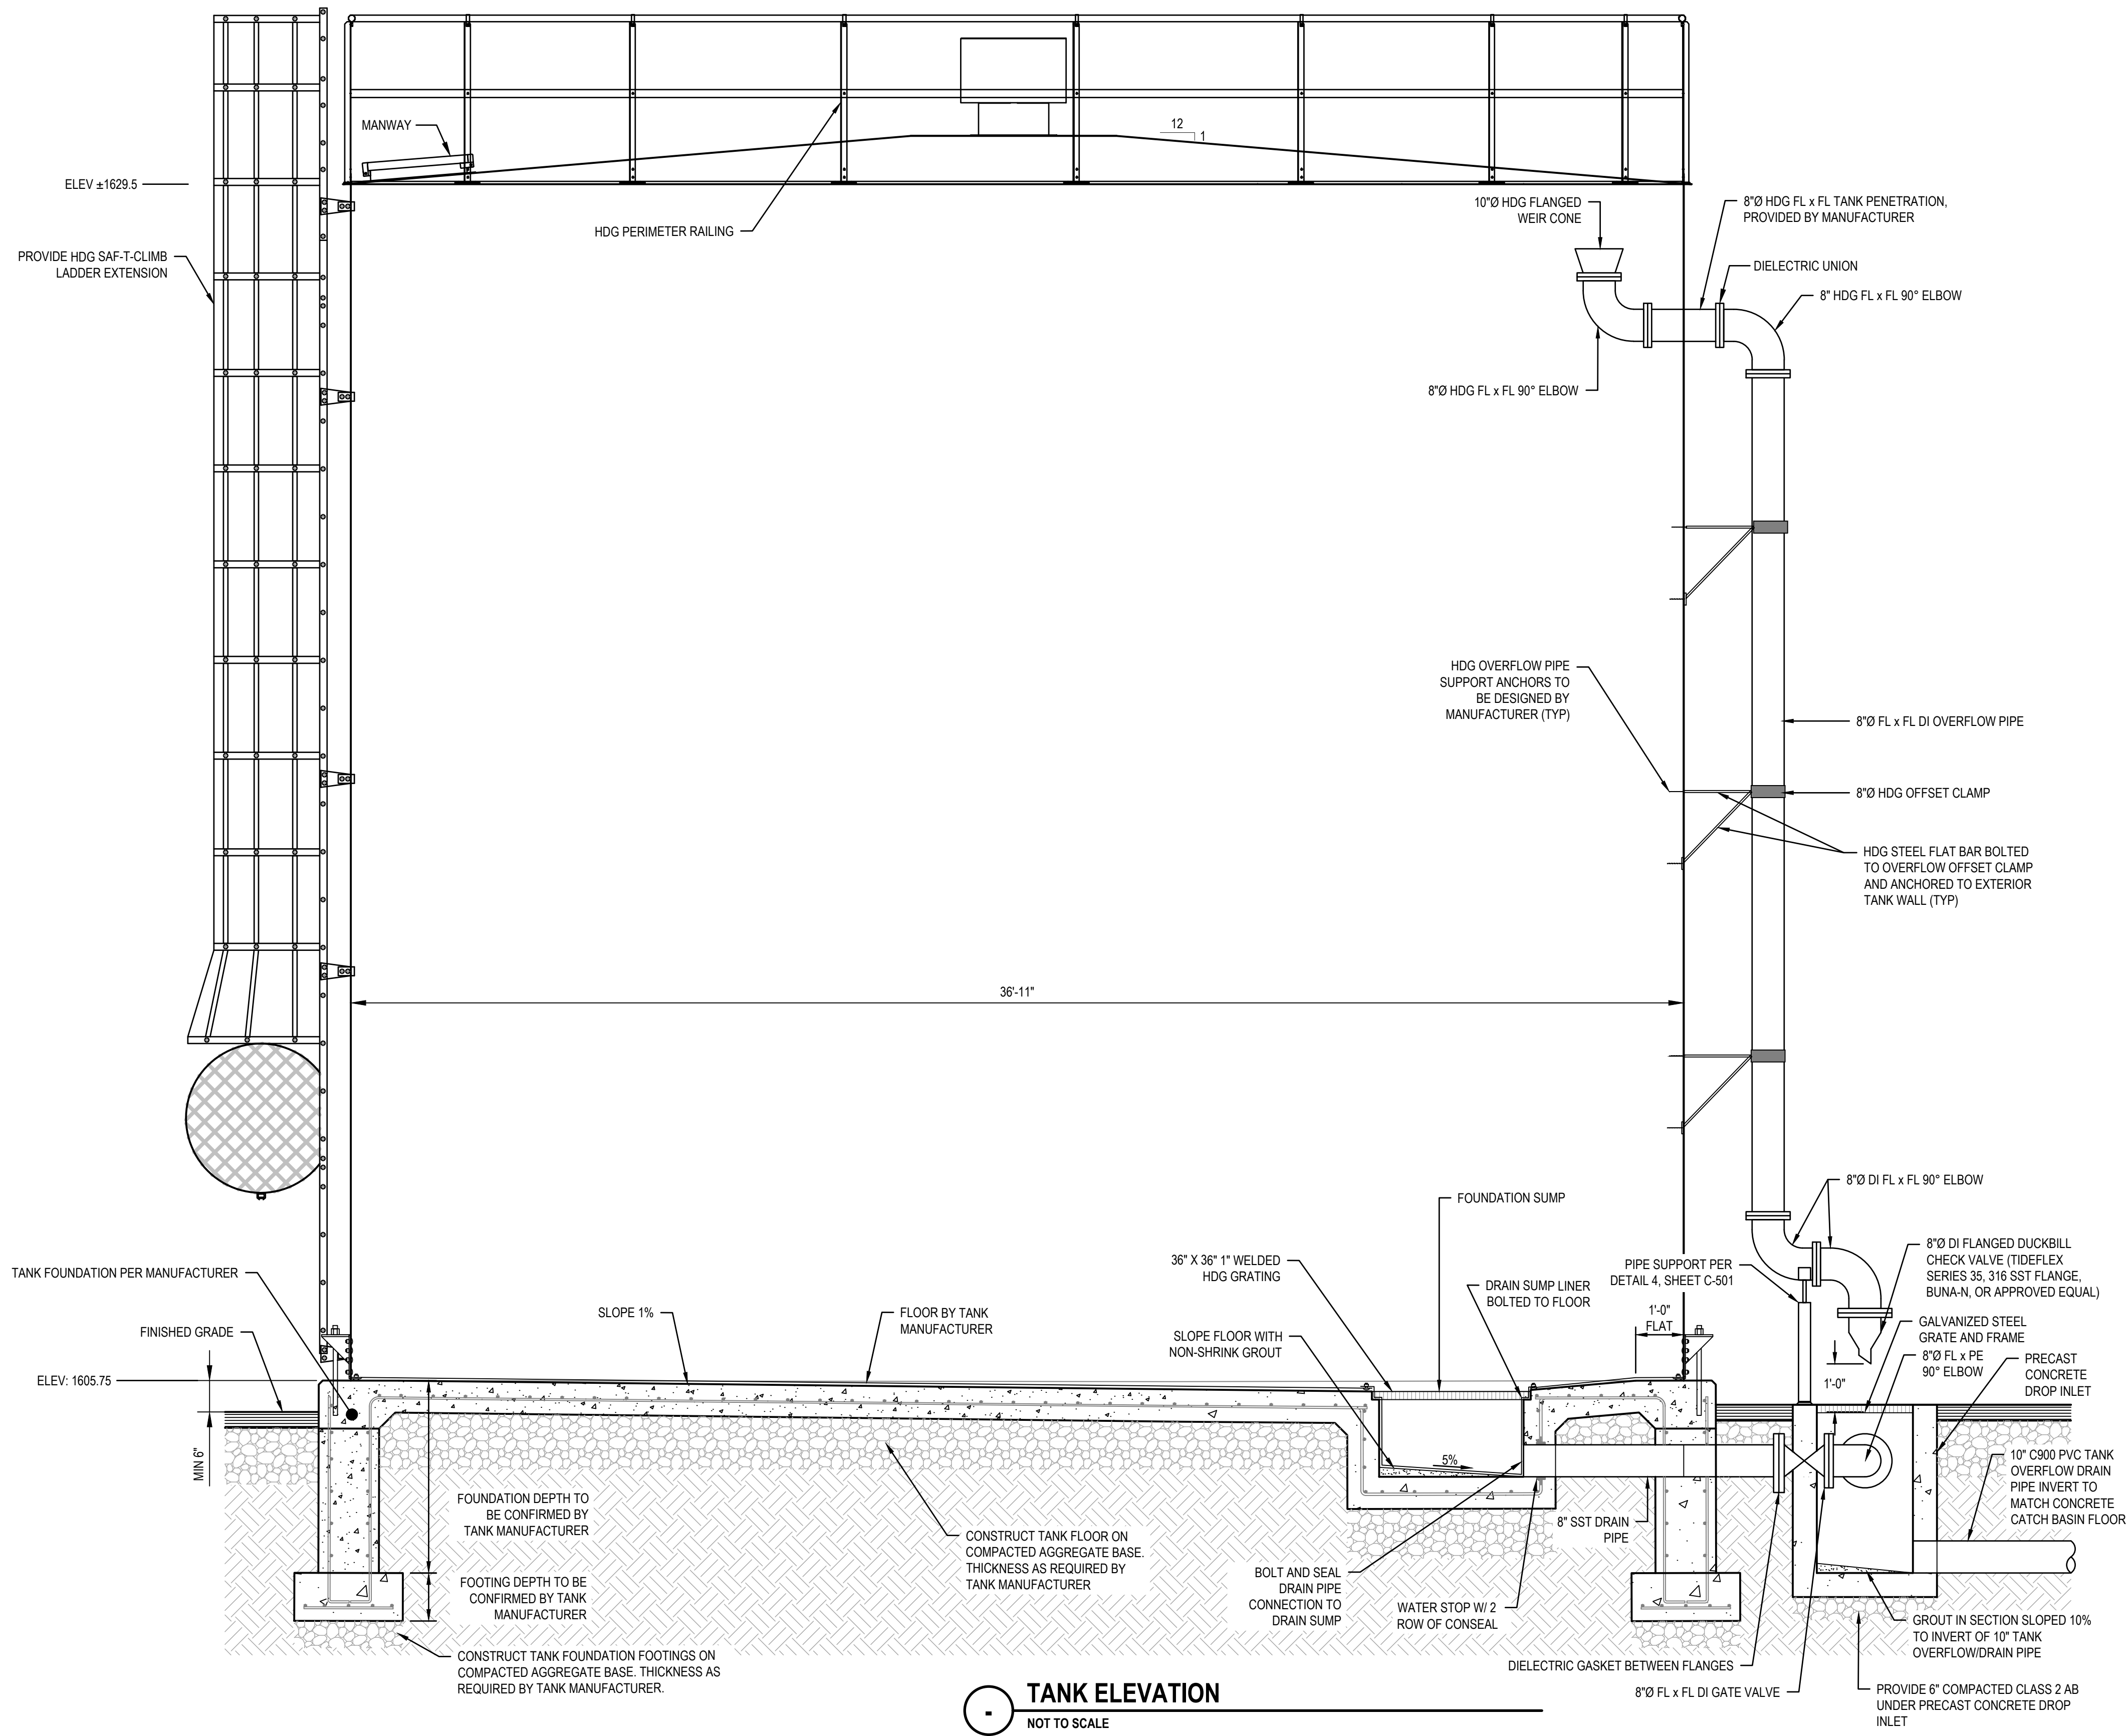 12
1
MANWAY
ELEV ±1629.5
HDG PERIMETER RAILING
10"Ø HDG FLANGED
WEIR CONE
8"Ø HDG FL x FL TANK PENETRATION,
PROVIDED BY MANUFACTURER
PROVIDE HDG SAF-T-CLIMB
LADDER EXTENSION
DIELECTRIC UNION
8" HDG FL x FL 90° ELBOW
8"Ø HDG FL x FL 90° ELBOW
HDG OVERFLOW PIPE
SUPPORT ANCHORS TO
BE DESIGNED BY
MANUFACTURER (TYP)
8"Ø FL x FL DI OVERFLOW PIPE
8"Ø HDG OFFSET CLAMP
HDG STEEL FLAT BAR BOLTED
TO OVERFLOW OFFSET CLAMP
AND ANCHORED TO EXTERIOR
TANK WALL (TYP)
36'-11"
8"Ø DI FL x FL 90° ELBOW
FOUNDATION SUMP
36" X 36" 1" WELDED
HDG GRATING
PIPE SUPPORT PER
DETAIL 4, SHEET C-501
8"Ø DI FLANGED DUCKBILL
CHECK VALVE (TIDEFLEX
SERIES 35, 316 SST FLANGE,
BUNA-N, OR APPROVED EQUAL)
TANK FOUNDATION PER MANUFACTURER
DRAIN SUMP LINER
BOLTED TO FLOOR
SLOPE 1%
FLOOR BY TANK
MANUFACTURER
1'-0"
FLAT
FINISHED GRADE
SLOPE FLOOR WITH
NON-SHRINK GROUT
GALVANIZED STEEL
GRATE AND FRAME
8"Ø FL x PE
90° ELBOW
PRECAST
CONCRETE
DROP INLET
ELEV: 1605.75
1'-0"
MIN 6"
5%
10" C900 PVC TANK
OVERFLOW DRAIN
PIPE INVERT TO
MATCH CONCRETE
CATCH BASIN FLOOR
FOUNDATION DEPTH TO
BE CONFIRMED BY
TANK MANUFACTURER
8" SST DRAIN
PIPE
CONSTRUCT TANK FLOOR ON
COMPACTED AGGREGATE BASE.
THICKNESS AS REQUIRED BY
TANK MANUFACTURER
BOLT AND SEAL
DRAIN PIPE
CONNECTION TO
DRAIN SUMP
FOOTING DEPTH TO BE
CONFIRMED BY TANK
MANUFACTURER
WATER STOP W/ 2
ROW OF CONSEAL
GROUT IN SECTION SLOPED 10%
TO INVERT OF 10" TANK
OVERFLOW/DRAIN PIPE
CONSTRUCT TANK FOUNDATION FOOTINGS ON
COMPACTED AGGREGATE BASE. THICKNESS AS
REQUIRED BY TANK MANUFACTURER.
DIELECTRIC GASKET BETWEEN FLANGES
8"Ø FL x FL DI GATE VALVE
PROVIDE 6" COMPACTED CLASS 2 AB
UNDER PRECAST CONCRETE DROP
INLET
-
TANK ELEVATION
NOT TO SCALE